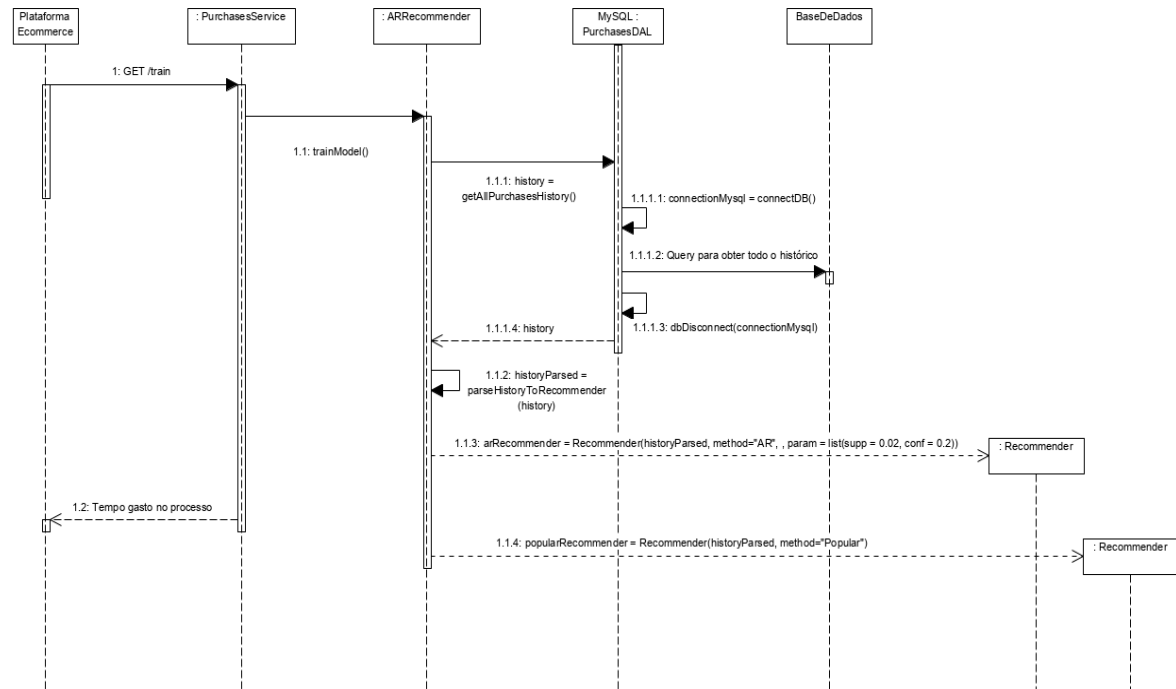 Plataforma
Ecommerce
: PurchasesService
: ARRecommender
MySQL :
PurchasesDAL
BaseDeDados
1: GET /train
1.1: trainModel()
1.1.1: history =
getAllPurchasesHistory()
1.1.1.1: connectionMysql = connectDB()
1.1.1.2: Query para obter todo o histórico
1.1.1.3: dbDisconnect(connectionMysql)
1.1.1.4: history
1.1.2: historyParsed =
parseHistoryToRecommender
(history)
1.1.3: arRecommender = Recommender(historyParsed, method="AR", , param = list(supp = 0.02, conf = 0.2))
: Recommender
1.2: Tempo gasto no processo
1.1.4: popularRecommender = Recommender(historyParsed, method="Popular")
: Recommender